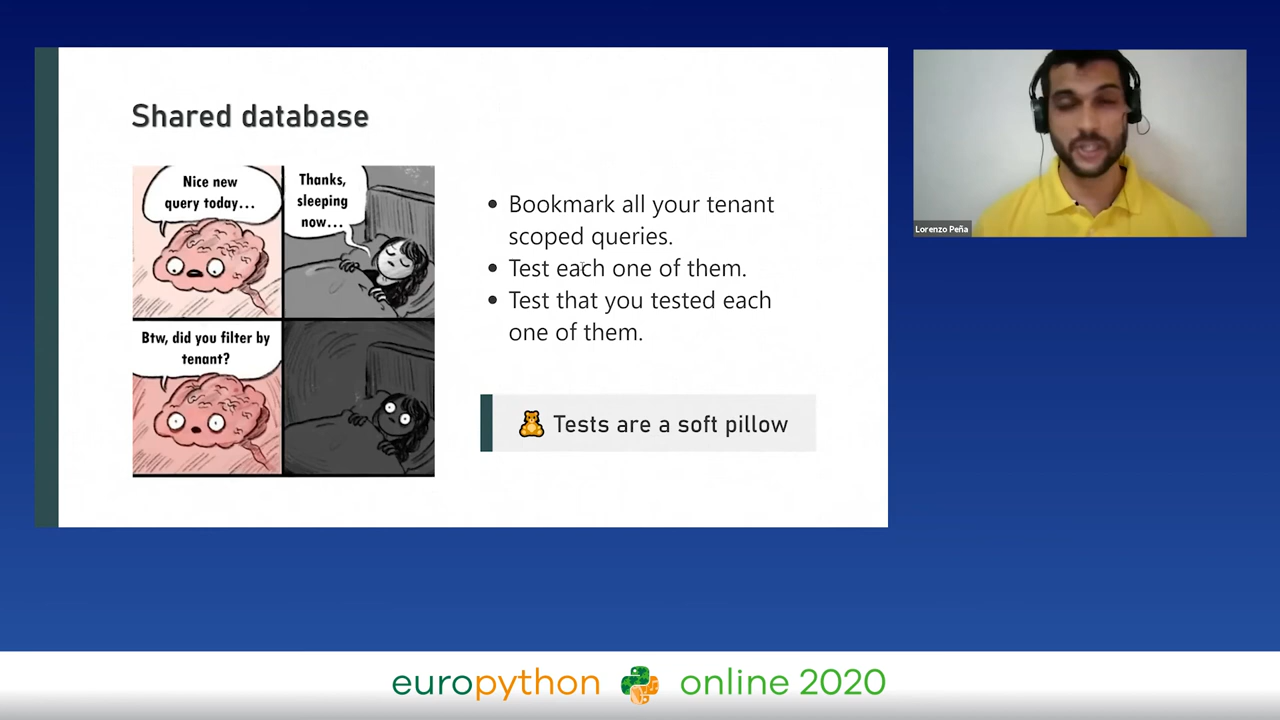 Shared database
Nice new
query today...
Thanks,
sleeping
now...
Btw, did you filter by
tenant?
• Bookmark all your tenant
scoped queries.
• Test each one of them.
• Test that you tested each
one of them.
Tests are a soft pillow
Lorenzo Peña
europython online 2020